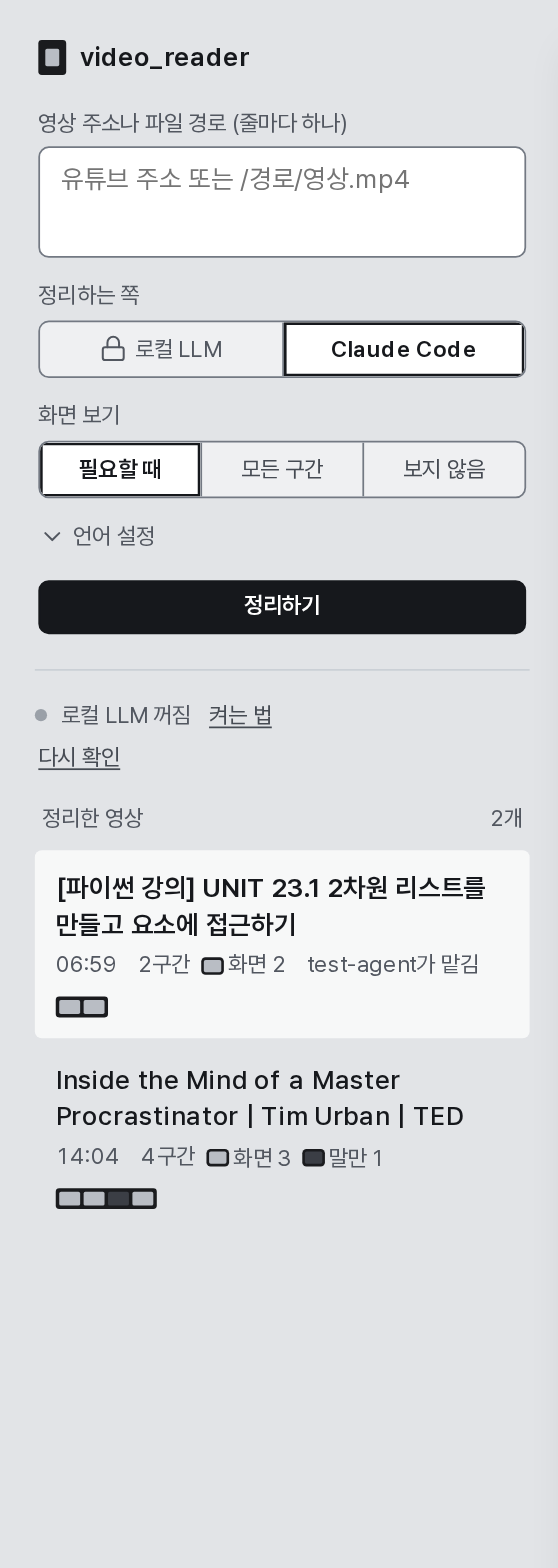 video_reader
영상 주소나 파일 경로 (줄마다 하나)
유튜브 주소 또는 /경로/영상.mp4
정리하는 쪽
로컬 LLM
Claude Code
화면 보기
필요할 때
모든 구간
보지 않음
언어 설정
정리하기
로컬 LLM 꺼짐 켜는 법
다시 확인
정리한 영상 2개
[파이썬 강의] UNIT 23.1 2차원 리스트를
만들고 요소에 접근하기
06:59 2구간 화면 2 test-agent가 맡김
Inside the Mind of a Master
Procrastinator | Tim Urban | TED
14:04 4구간 화면 3 말만 1